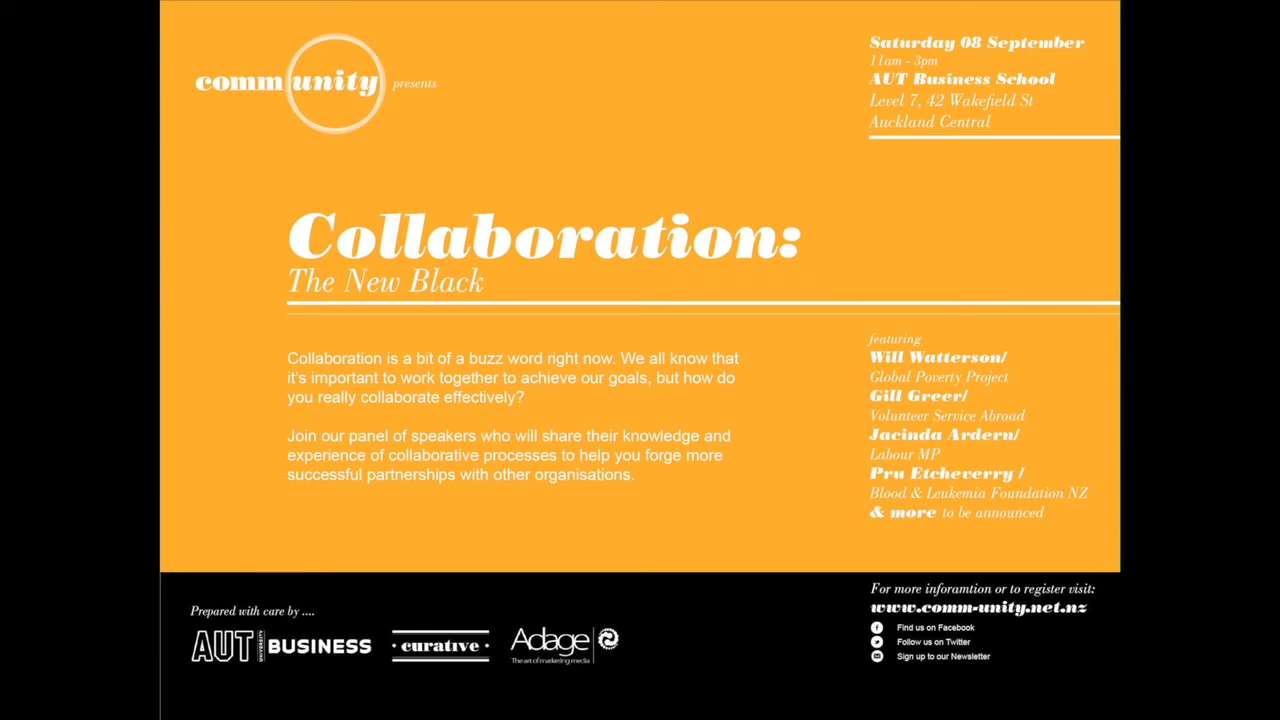 comm unity presents
Saturday 08 September
11am - 3pm
AUT Business School
Level 7, 42 Wakefield St
Auckland Central
Collaboration:
The New Black
Collaboration is a bit of a buzz word right now. We all know that
it's important to work together to achieve our goals, but how do
you really collaborate effectively?
Join our panel of speakers who will share their knowledge and
experience of collaborative processes to help you forge more
successful partnerships with other organisations.
featuring
Will Watterson/
Global Poverty Project
Gill Greer/
Volunteer Service Abroad
Jacinda Ardern/
Labour MP
Pru Etcheverry /
Blood & Leukemia Foundation NZ
& more to be announced
Prepared with care by ....
AUT UNIVERSITY BUSINESS
· curative ·
Adage
The art of marketing media
For more inforamtion or to register visit:
www.comm-unity.net.nz
Find us on Facebook
Follow us on Twitter
Sign up to our Newsletter